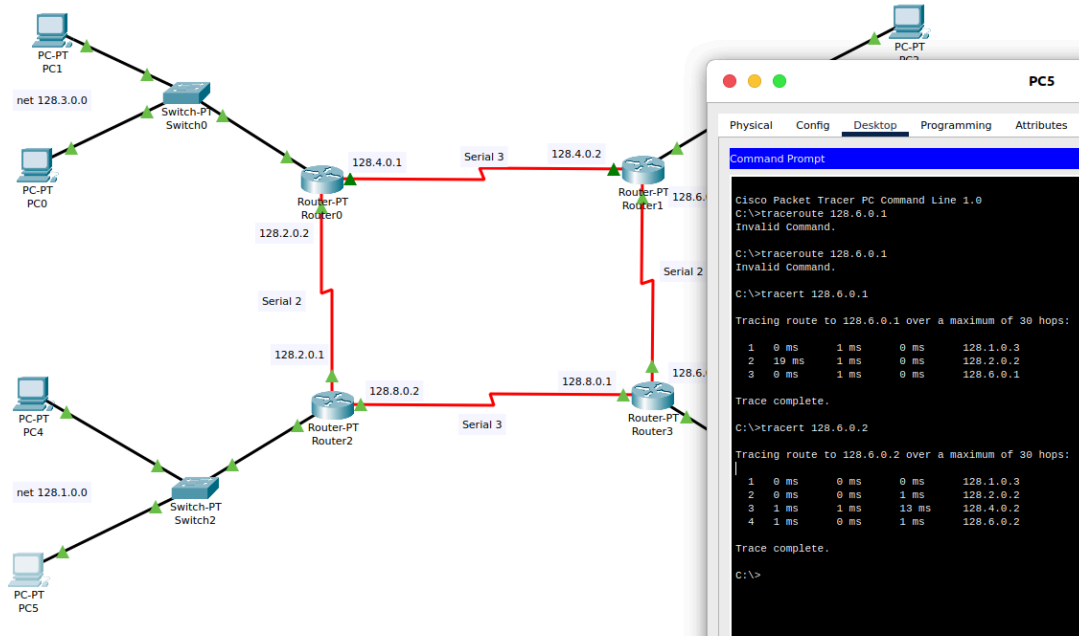 PC-PT
PC1
net 128.3.0.0
Switch-PT
Switch0
PC-PT
PC0
128.4.0.1
Serial 3
128.4.0.2
Router-PT
Router0
Router-PT
Router1
128.6.
128.2.0.2
Serial 2
Serial 2
128.2.0.1
128.8.0.2
128.8.0.1
128.6.
Router-PT
Router2
Serial 3
Router-PT
Router3
PC-PT
PC4
net 128.1.0.0
Switch-PT
Switch2
PC-PT
PC5
PC-PT
PC5
Physical Config Desktop Programming Attributes
Command Prompt
Cisco Packet Tracer PC Command Line 1.0
C:\>traceroute 128.6.0.1
Invalid Command.
C:\>traceroute 128.6.0.1
Invalid Command.
C:\>tracert 128.6.0.1
Tracing route to 128.6.0.1 over a maximum of 30 hops:
1 0 ms 1 ms 0 ms 128.1.0.3
2 19 ms 1 ms 0 ms 128.2.0.2
3 0 ms 1 ms 0 ms 128.6.0.1
Trace complete.
C:\>tracert 128.6.0.2
Tracing route to 128.6.0.2 over a maximum of 30 hops:
1 0 ms 0 ms 0 ms 128.1.0.3
2 0 ms 0 ms 1 ms 128.2.0.2
3 1 ms 1 ms 13 ms 128.4.0.2
4 1 ms 0 ms 1 ms 128.6.0.2
Trace complete.
C:\>